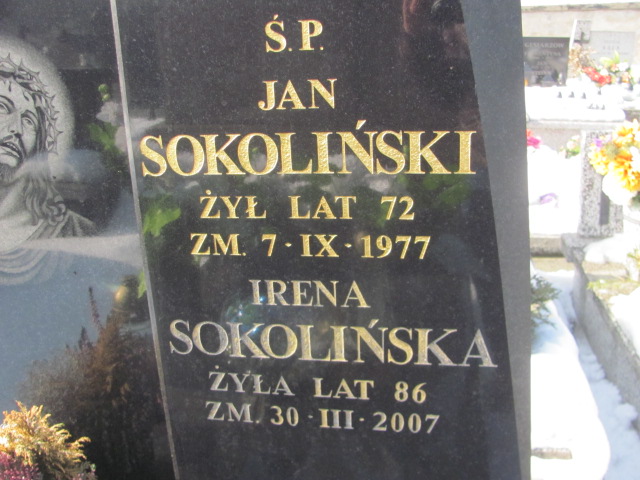 Ś.P.
JAN
SOKOLIŃSKI
ŻYŁ LAT 72
ZM. 7·IX·1977
IRENA
SOKOLIŃSKA
ŻYŁA LAT 86
ZM. 30·III·2007